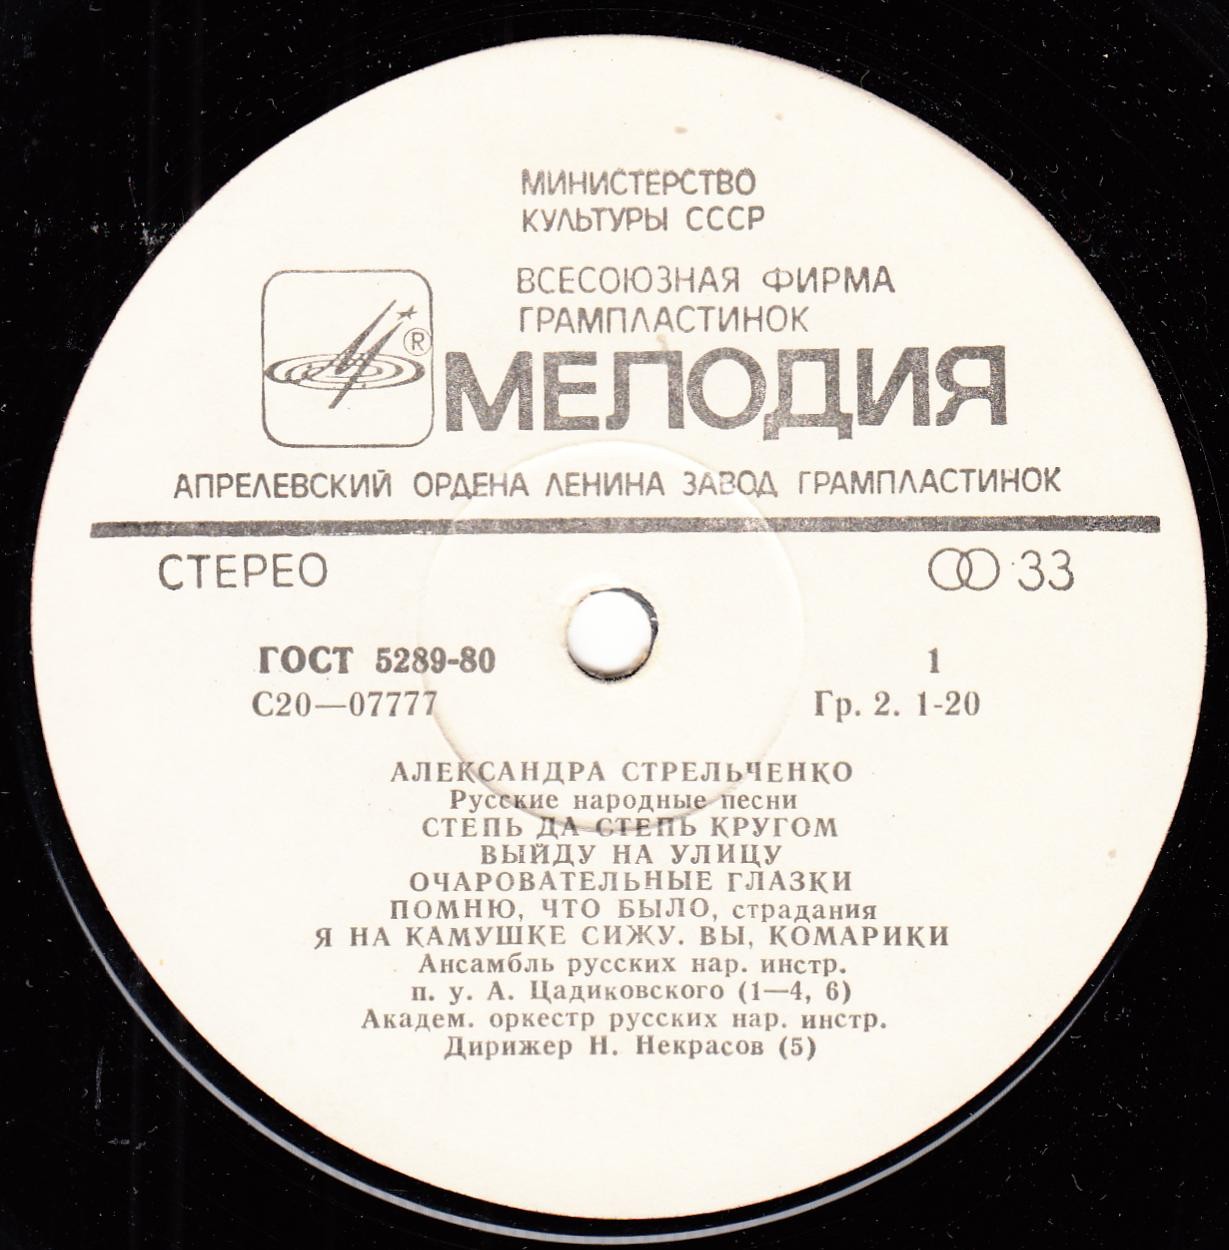 МИНИСТЕРСТВО
КУЛЬТУРЫ СССР
ВСЕСОЮЗНАЯ ФИРМА
ГРАМПЛАСТИНОК
®
МЕЛОДИЯ
АПРЕЛЕВСКИЙ ОРДЕНА ЛЕНИНА ЗАВОД ГРАМПЛАСТИНОК
СТЕРЕО 33
ГОСТ 5289-80 1
С20—07777 Гр. 2. 1-20
АЛЕКСАНДРА СТРЕЛЬЧЕНКО
Русские народные песни
СТЕПЬ ДА СТЕПЬ КРУГОМ
ВЫЙДУ НА УЛИЦУ
ОЧАРОВАТЕЛЬНЫЕ ГЛАЗКИ
ПОМНЮ, ЧТО БЫЛО, страдания
Я НА КАМУШКЕ СИЖУ. ВЫ, КОМАРИКИ
Ансамбль русских нар. инстр.
п. у. А. Цадиковского (1—4, 6)
Академ. оркестр русских нар. инстр.
Дирижер Н. Некрасов (5)